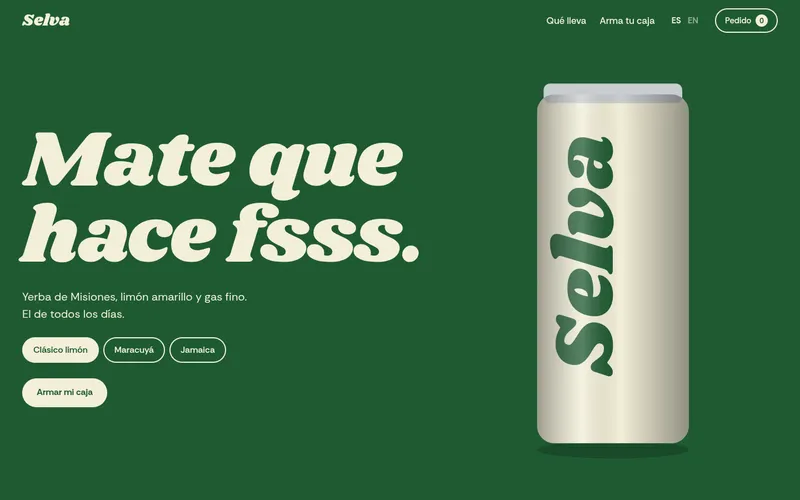 Selva
Qué lleva
Arma tu caja
ES EN
Pedido 0
Mate que
hace fsss.
Yerba de Misiones, limón amarillo y gas fino.
El de todos los días.
Clásico limón
Maracuyá
Jamaica
Armar mi caja
Selva